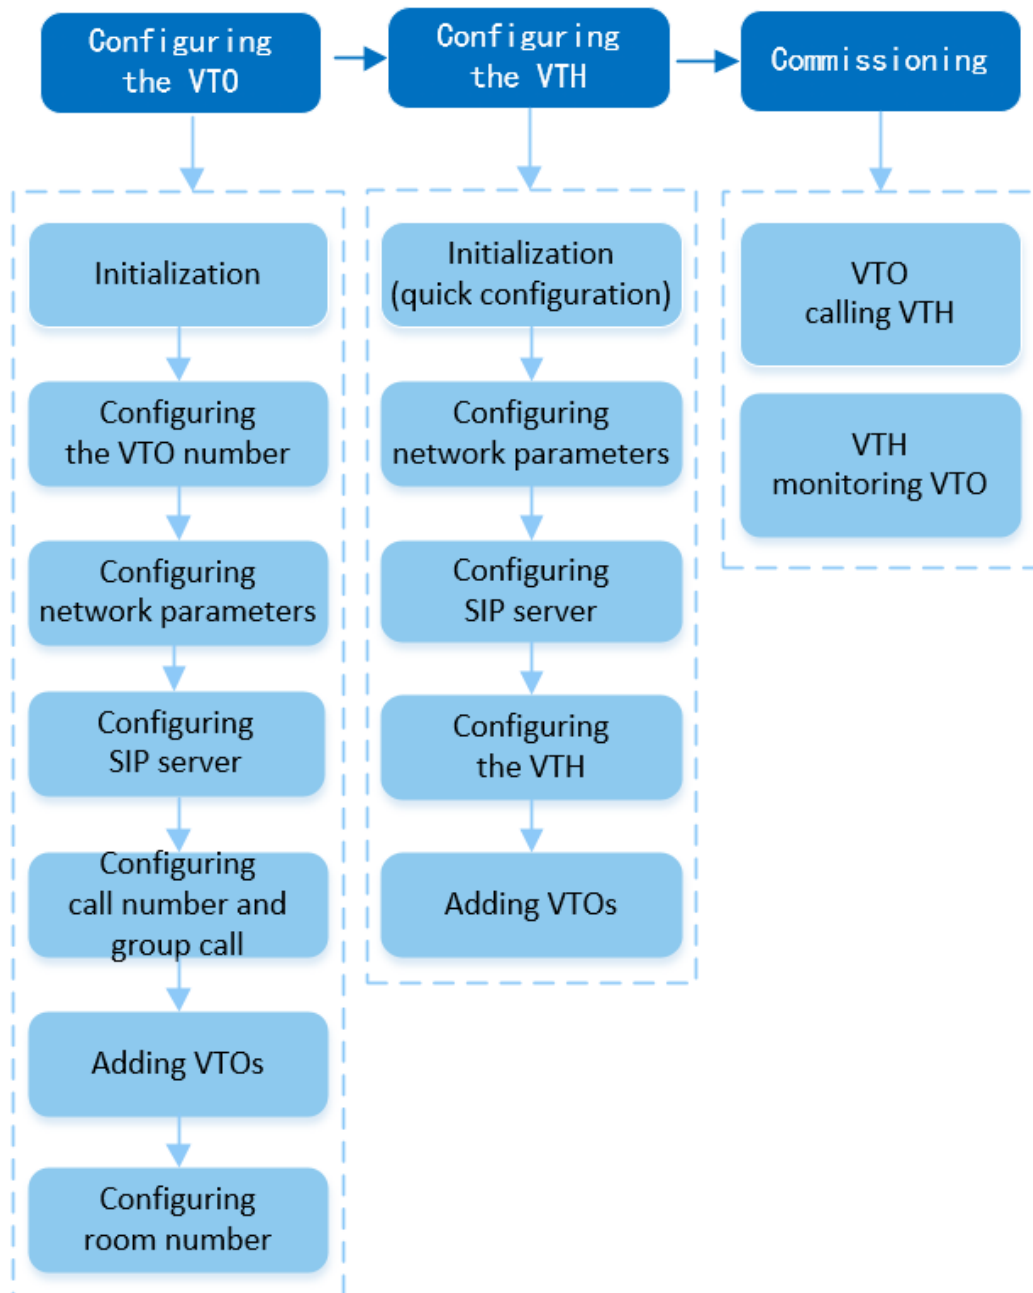 Configuring
the VTO
Configuring
the VTH
Commissioning
Initialization
Configuring
the VTO number
Configuring
network parameters
Configuring
SIP server
Configuring
call number and
group call
Adding VTOs
Configuring
room number
Initialization
(quick configuration)
Configuring
network parameters
Configuring
SIP server
Configuring
the VTH
Adding VTOs
VTO
calling VTH
VTH
monitoring VTO